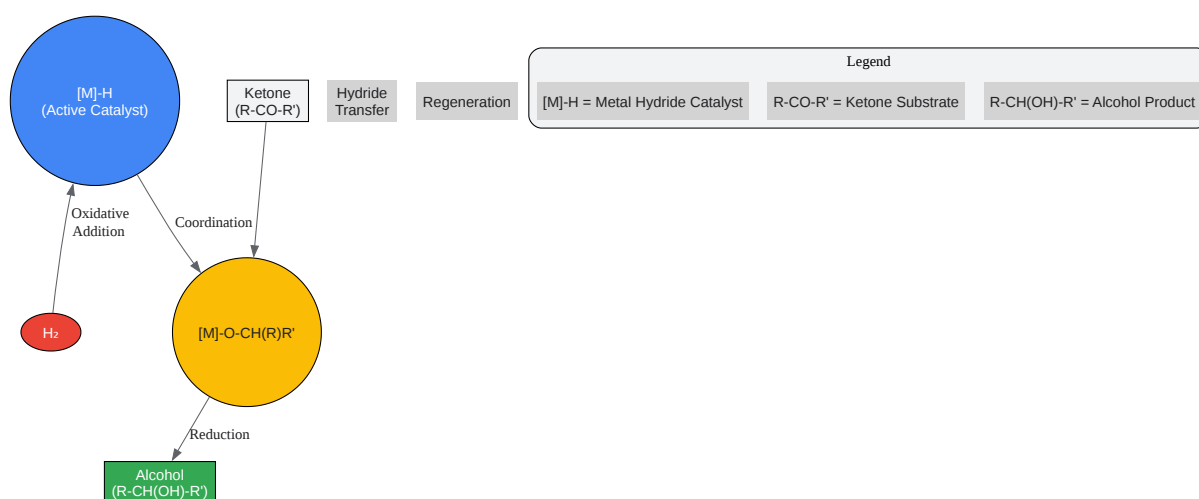 Legend
[M]-H
(Active Catalyst)
Ketone
(R-CO-R')
Hydride
Transfer
Regeneration
[M]-H = Metal Hydride Catalyst
R-CO-R' = Ketone Substrate
R-CH(OH)-R' = Alcohol Product
Oxidative
Addition
Coordination
H₂
[M]-O-CH(R)R'
Reduction
Alcohol
(R-CH(OH)-R')